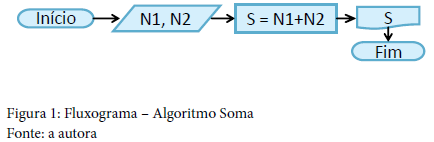 Início N1, N2 S = N1+N2 S
Fim
Figura 1: Fluxograma – Algoritmo Soma
Fonte: a autora